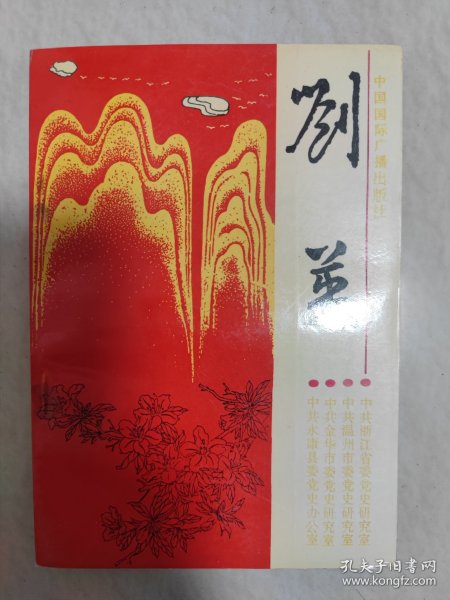 中国国际广播出版社
劉英
中共浙江省委党史研究室
中共温州市委党史研究室
中共金华市委党史研究室
中共永康县委党史办公室
孔夫子旧书网
www.kongfz.com